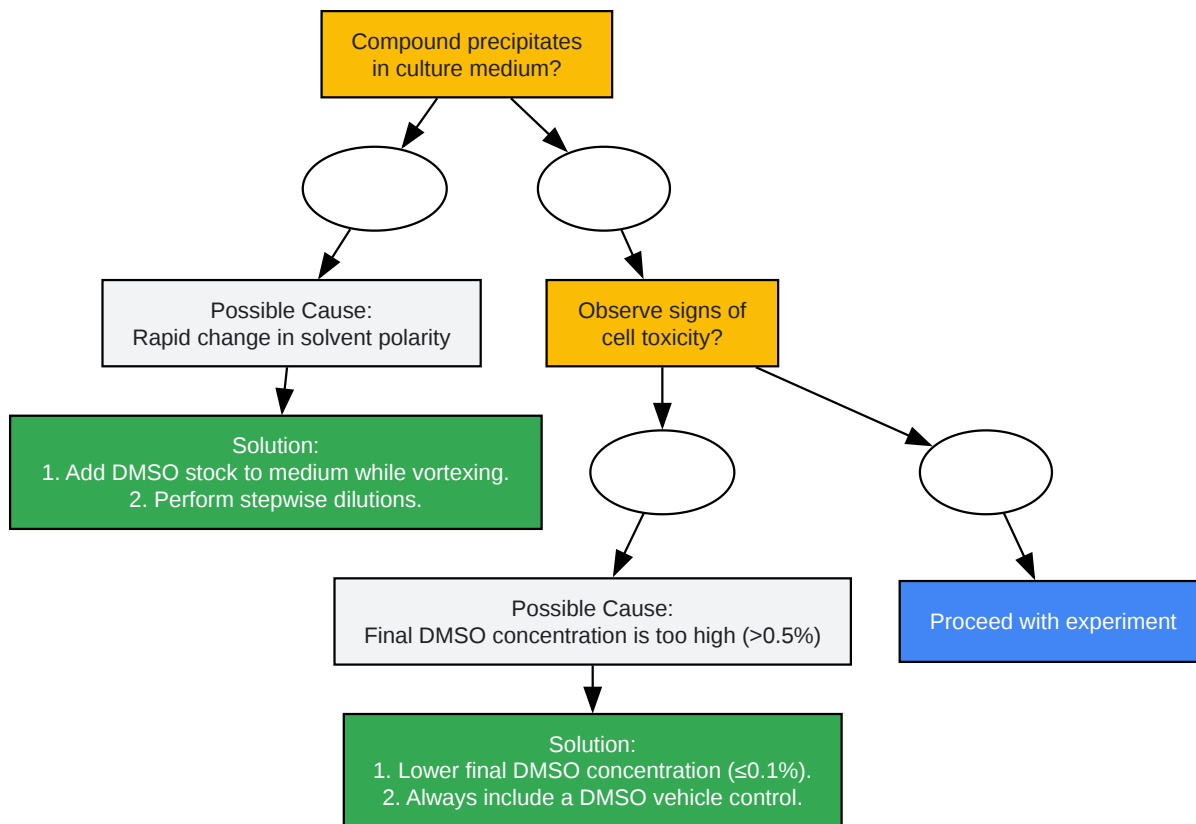 Compound precipitates
in culture medium?
Possible Cause:
Rapid change in solvent polarity
Observe signs of
cell toxicity?
Solution:
1. Add DMSO stock to medium while vortexing.
2. Perform stepwise dilutions.
Possible Cause:
Final DMSO concentration is too high (>0.5%)
Proceed with experiment
Solution:
1. Lower final DMSO concentration (≤0.1%).
2. Always include a DMSO vehicle control.